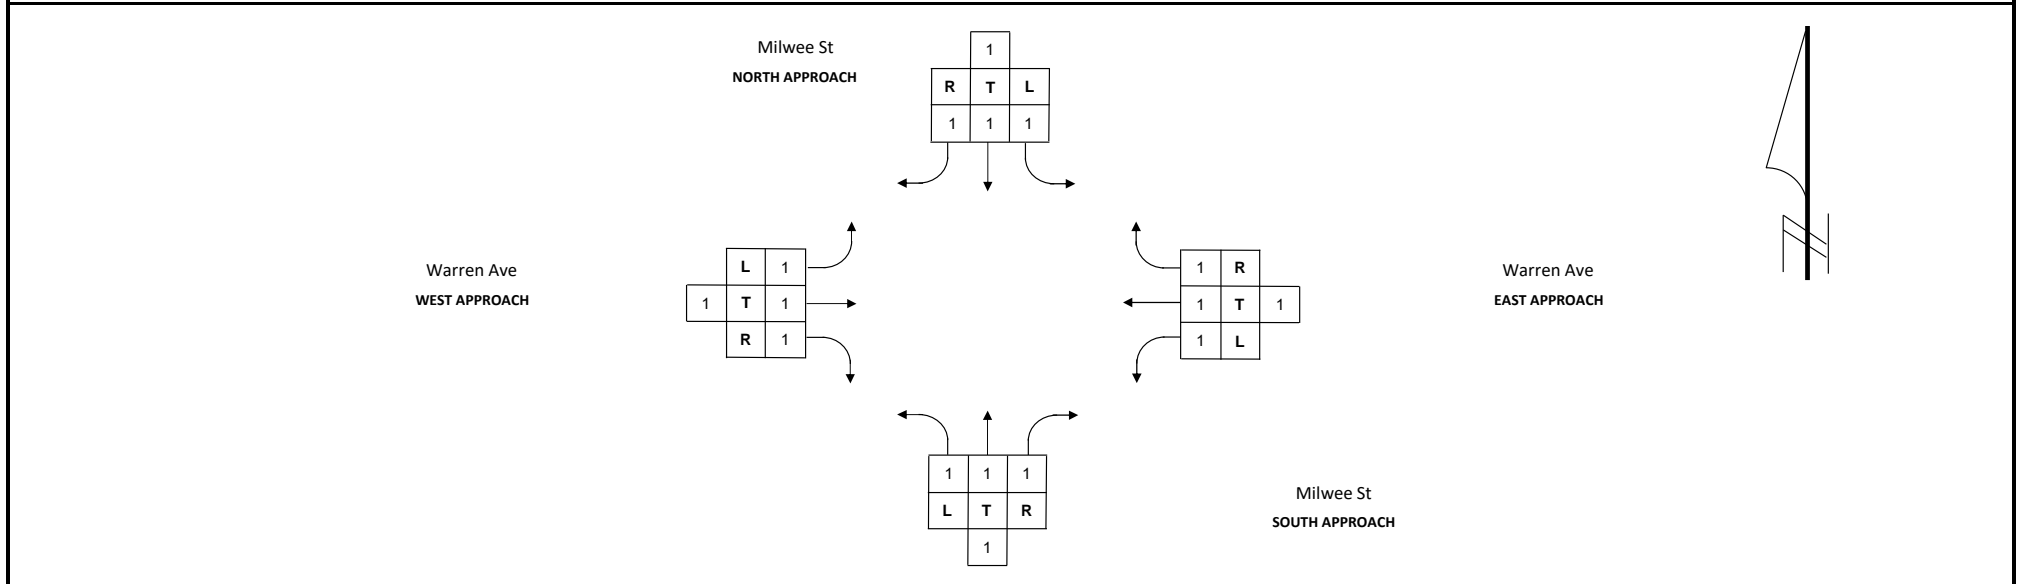 Milwee St
NORTH APPROACH
1
R T L
1 1 1
Warren Ave
WEST APPROACH
L 1
1 T 1
R 1
1 R
1 T 1
1 L
Warren Ave
EAST APPROACH
1 1 1
L T R
1
Milwee St
SOUTH APPROACH
N